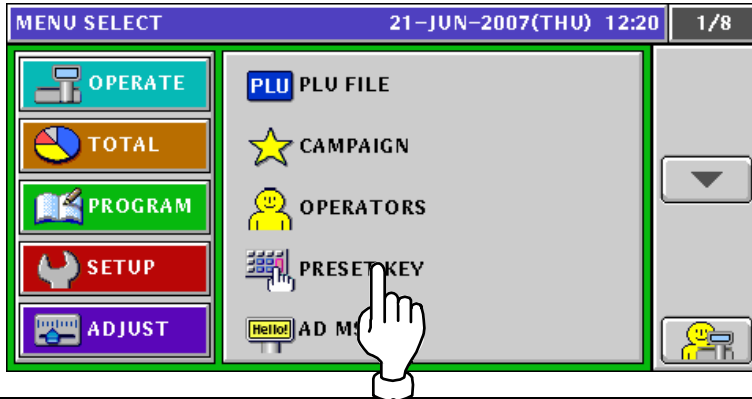 MENU SELECT 21-JUN-2007(THU) 12:20 1/8
OPERATE
TOTAL
PROGRAM
SETUP
ADJUST
PLU PLU FILE
CAMPAIGN
OPERATORS
PRESET KEY
Hello! AD